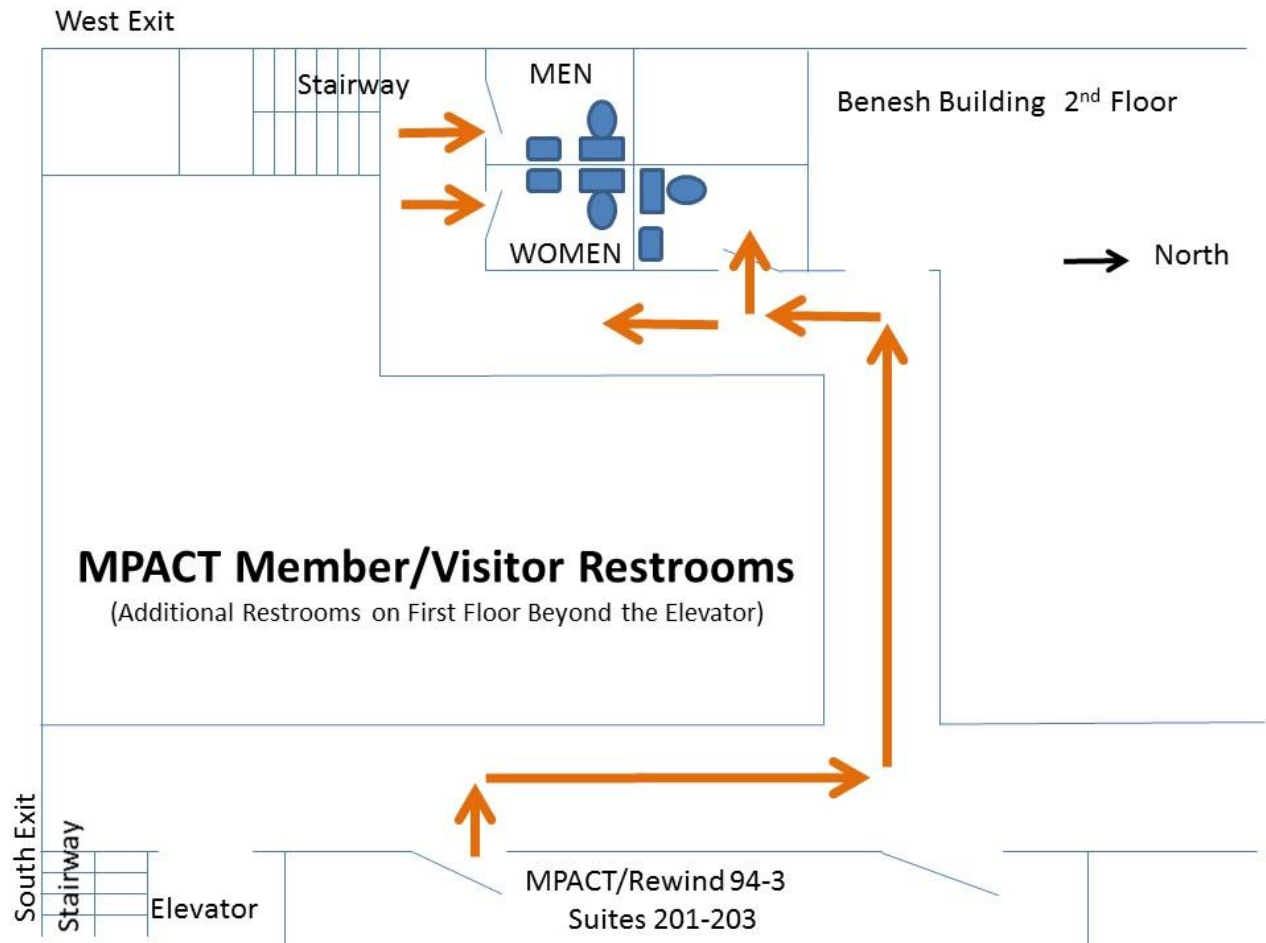 West Exit
Stairway
MEN
Benesh Building 2nd Floor
WOMEN
North
MPACT Member/Visitor Restrooms
(Additional Restrooms on First Floor Beyond the Elevator)
South Exit
Stairway
Elevator
MPACT/Rewind 94-3
Suites 201-203